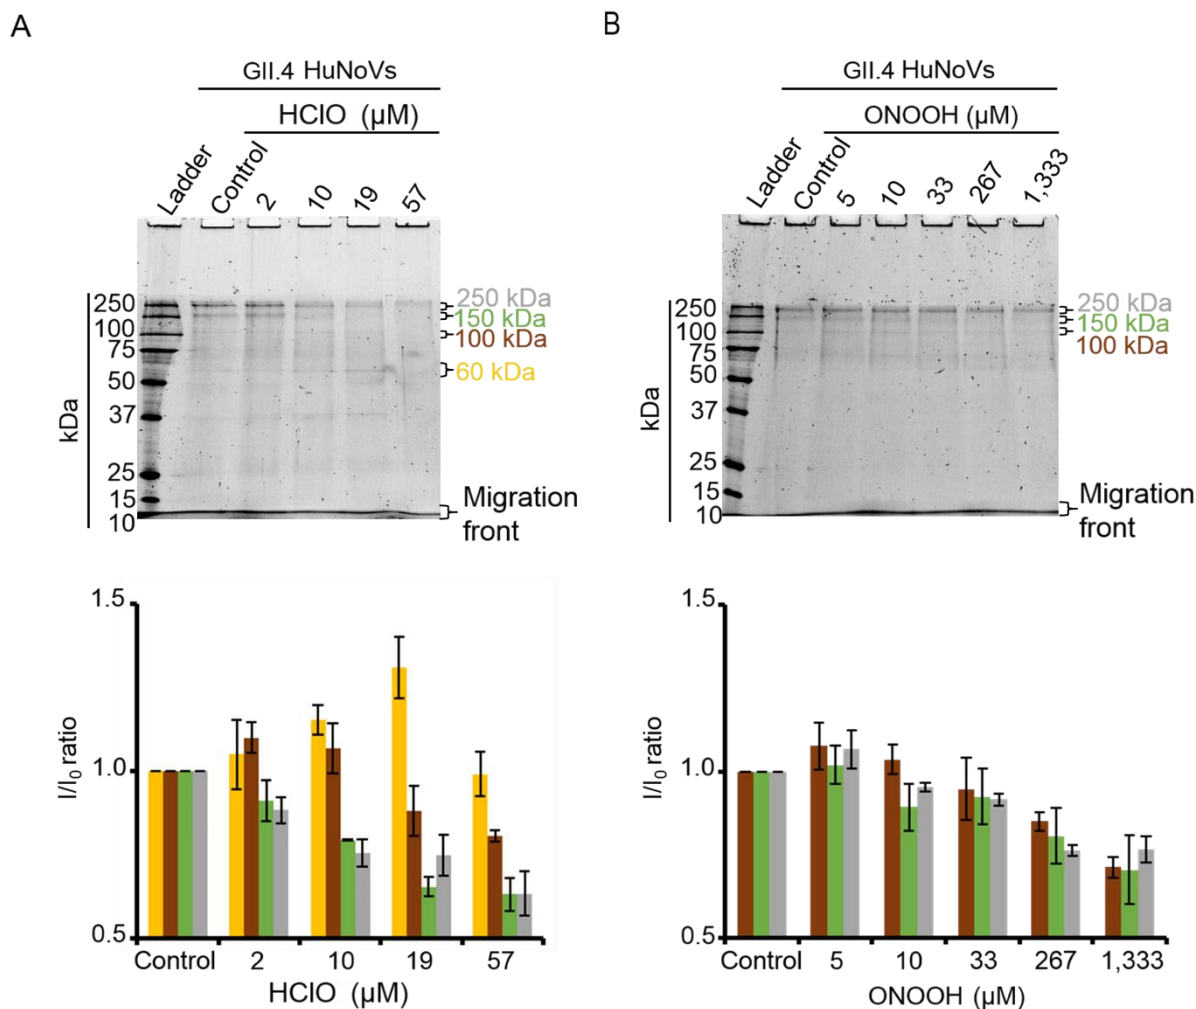 A
GII.4 HuNoVs
HClO (µM)
Ladder
Control
2
10
19
57
250
100
75
50
37
25
15
10
kDa
250 kDa
150 kDa
100 kDa
60 kDa
Migration
front
1.5
1.0
0.5
I/I₀ ratio
Control 2 10 19 57
HClO (µM)
B
GII.4 HuNoVs
ONOOH (µM)
Ladder
Control
5
10
33
267
1,333
250
100
75
50
37
25
15
10
kDa
250 kDa
150 kDa
100 kDa
Migration
front
1.5
1.0
0.5
I/I₀ ratio
Control 5 10 33 267 1,333
ONOOH (µM)